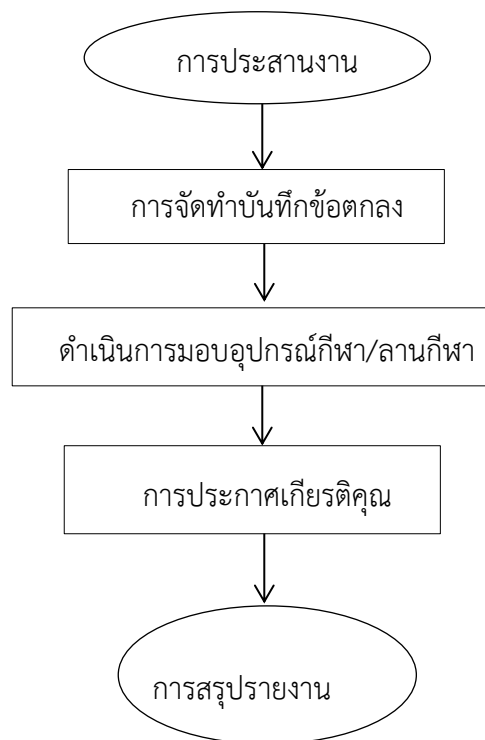 การประสานงาน
การจัดทำบันทึกข้อตกลง
ดำเนินการมอบอุปกรณ์กีฬา/ลานกีฬา
การประกาศเกียรติคุณ
การสรุปรายงาน